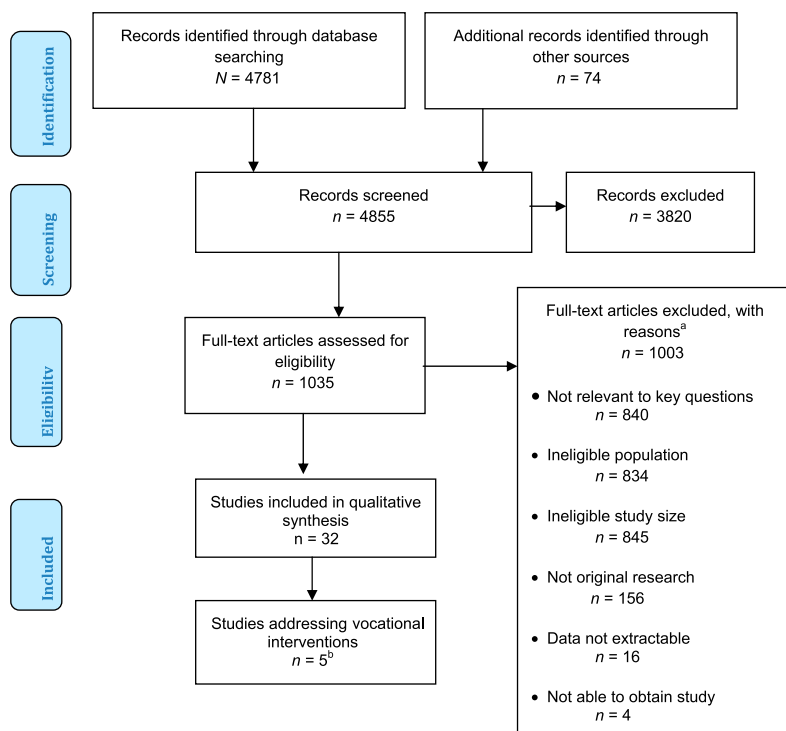 Identification
Records identified through database
searching
N = 4781
Additional records identified through
other sources
n = 74
Screening
Records screened
n = 4855
Records excluded
n = 3820
Eligibility
Full-text articles assessed for
eligibility
n = 1035
Full-text articles excluded, with
reasonsᵃ
n = 1003
• Not relevant to key questions
n = 840
• Ineligible population
n = 834
• Ineligible study size
n = 845
• Not original research
n = 156
• Data not extractable
n = 16
• Not able to obtain study
n = 4
Included
Studies included in qualitative
synthesis
n = 32
Studies addressing vocational
interventions
n = 5ᵇ